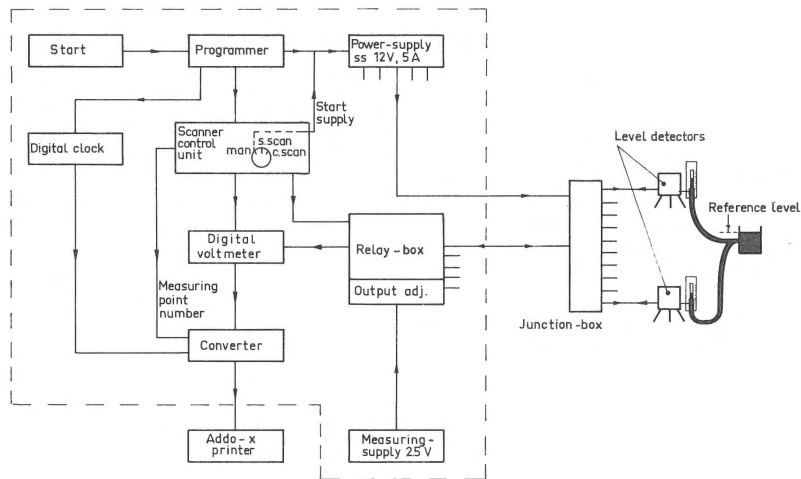 Start
Programmer
Power-supply
ss 12V, 5A
Start
supply
Digital clock
Scanner
control
unit
s.scan
man.
c.scan
Level detectors
Reference level
Digital
voltmeter
Relay-box
Output adj.
Measuring
point
number
Junction-box
Converter
Addo-x
printer
Measuring-
supply 25 V